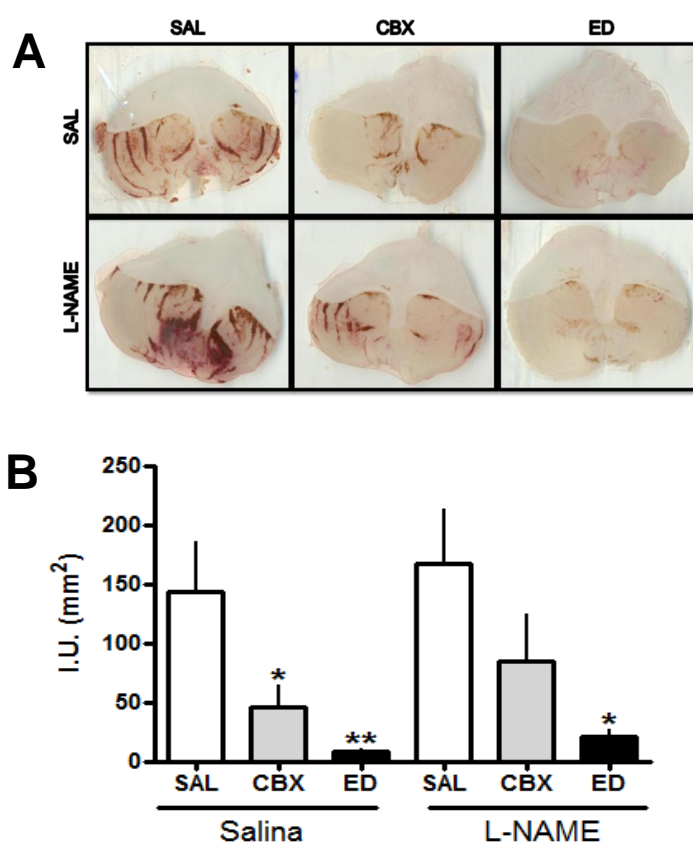 A
SAL CBX ED
SAL
L-NAME
B
I.U. (mm²)
250
200
150
100
50
0
*
**
*
SAL CBX ED SAL CBX ED
Salina L-NAME